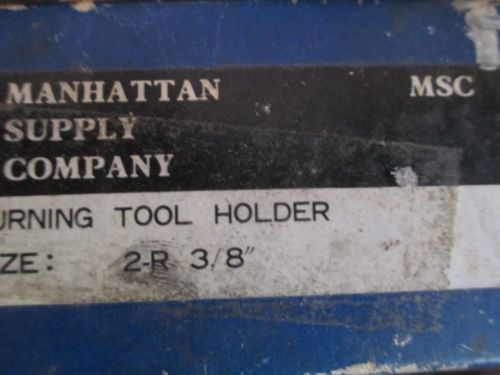 MANHATTAN MSC
SUPPLY
COMPANY
URNING TOOL HOLDER
ZE: 2-R 3/8"